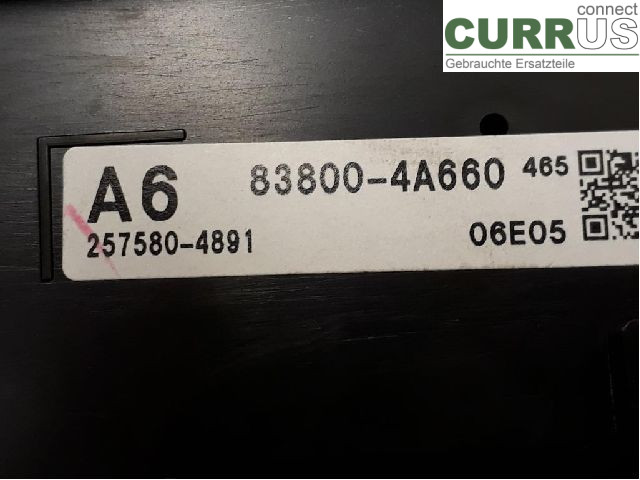 connect
CURRUS
Gebrauchte Ersatzteile
A6 83800-4A660 465
257580-4891 06E05